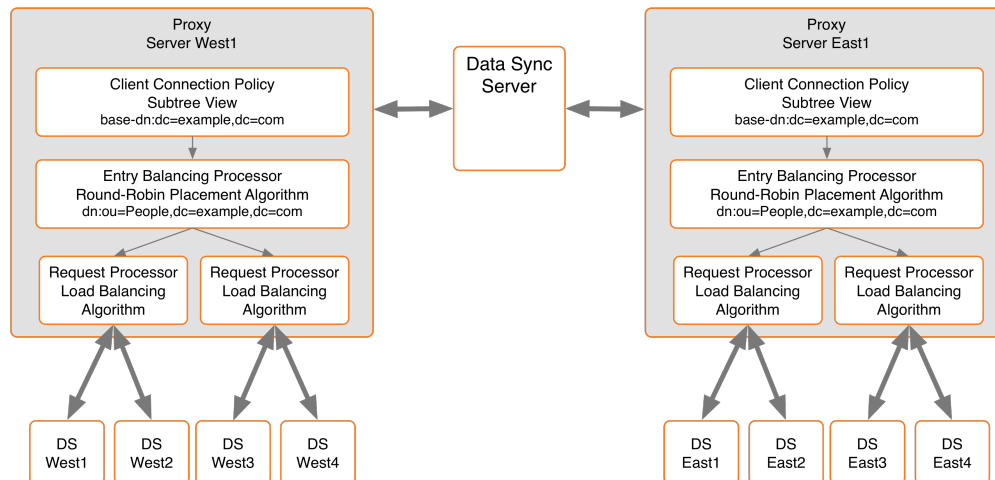 Proxy
Server West1
Client Connection Policy
Subtree View
base-dn:dc=example,dc=com
Entry Balancing Processor
Round-Robin Placement Algorithm
dn:ou=People,dc=example,dc=com
Request Processor
Load Balancing
Algorithm
Request Processor
Load Balancing
Algorithm
DS
West1
DS
West2
DS
West3
DS
West4
Data Sync
Server
Proxy
Server East1
Client Connection Policy
Subtree View
base-dn:dc=example,dc=com
Entry Balancing Processor
Round-Robin Placement Algorithm
dn:ou=People,dc=example,dc=com
Request Processor
Load Balancing
Algorithm
Request Processor
Load Balancing
Algorithm
DS
East1
DS
East2
DS
East3
DS
East4